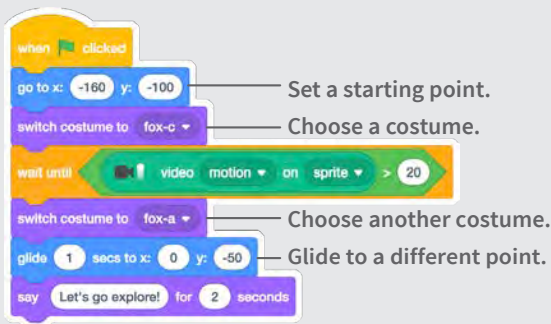 when clicked
go to x: -160 y: -100 Set a starting point.
switch costume to fox-c Choose a costume.
wait until video motion on sprite > 20
switch costume to fox-a Choose another costume.
glide 1 secs to x: 0 y: -50 Glide to a different point.
say Let's go explore! for 2 seconds